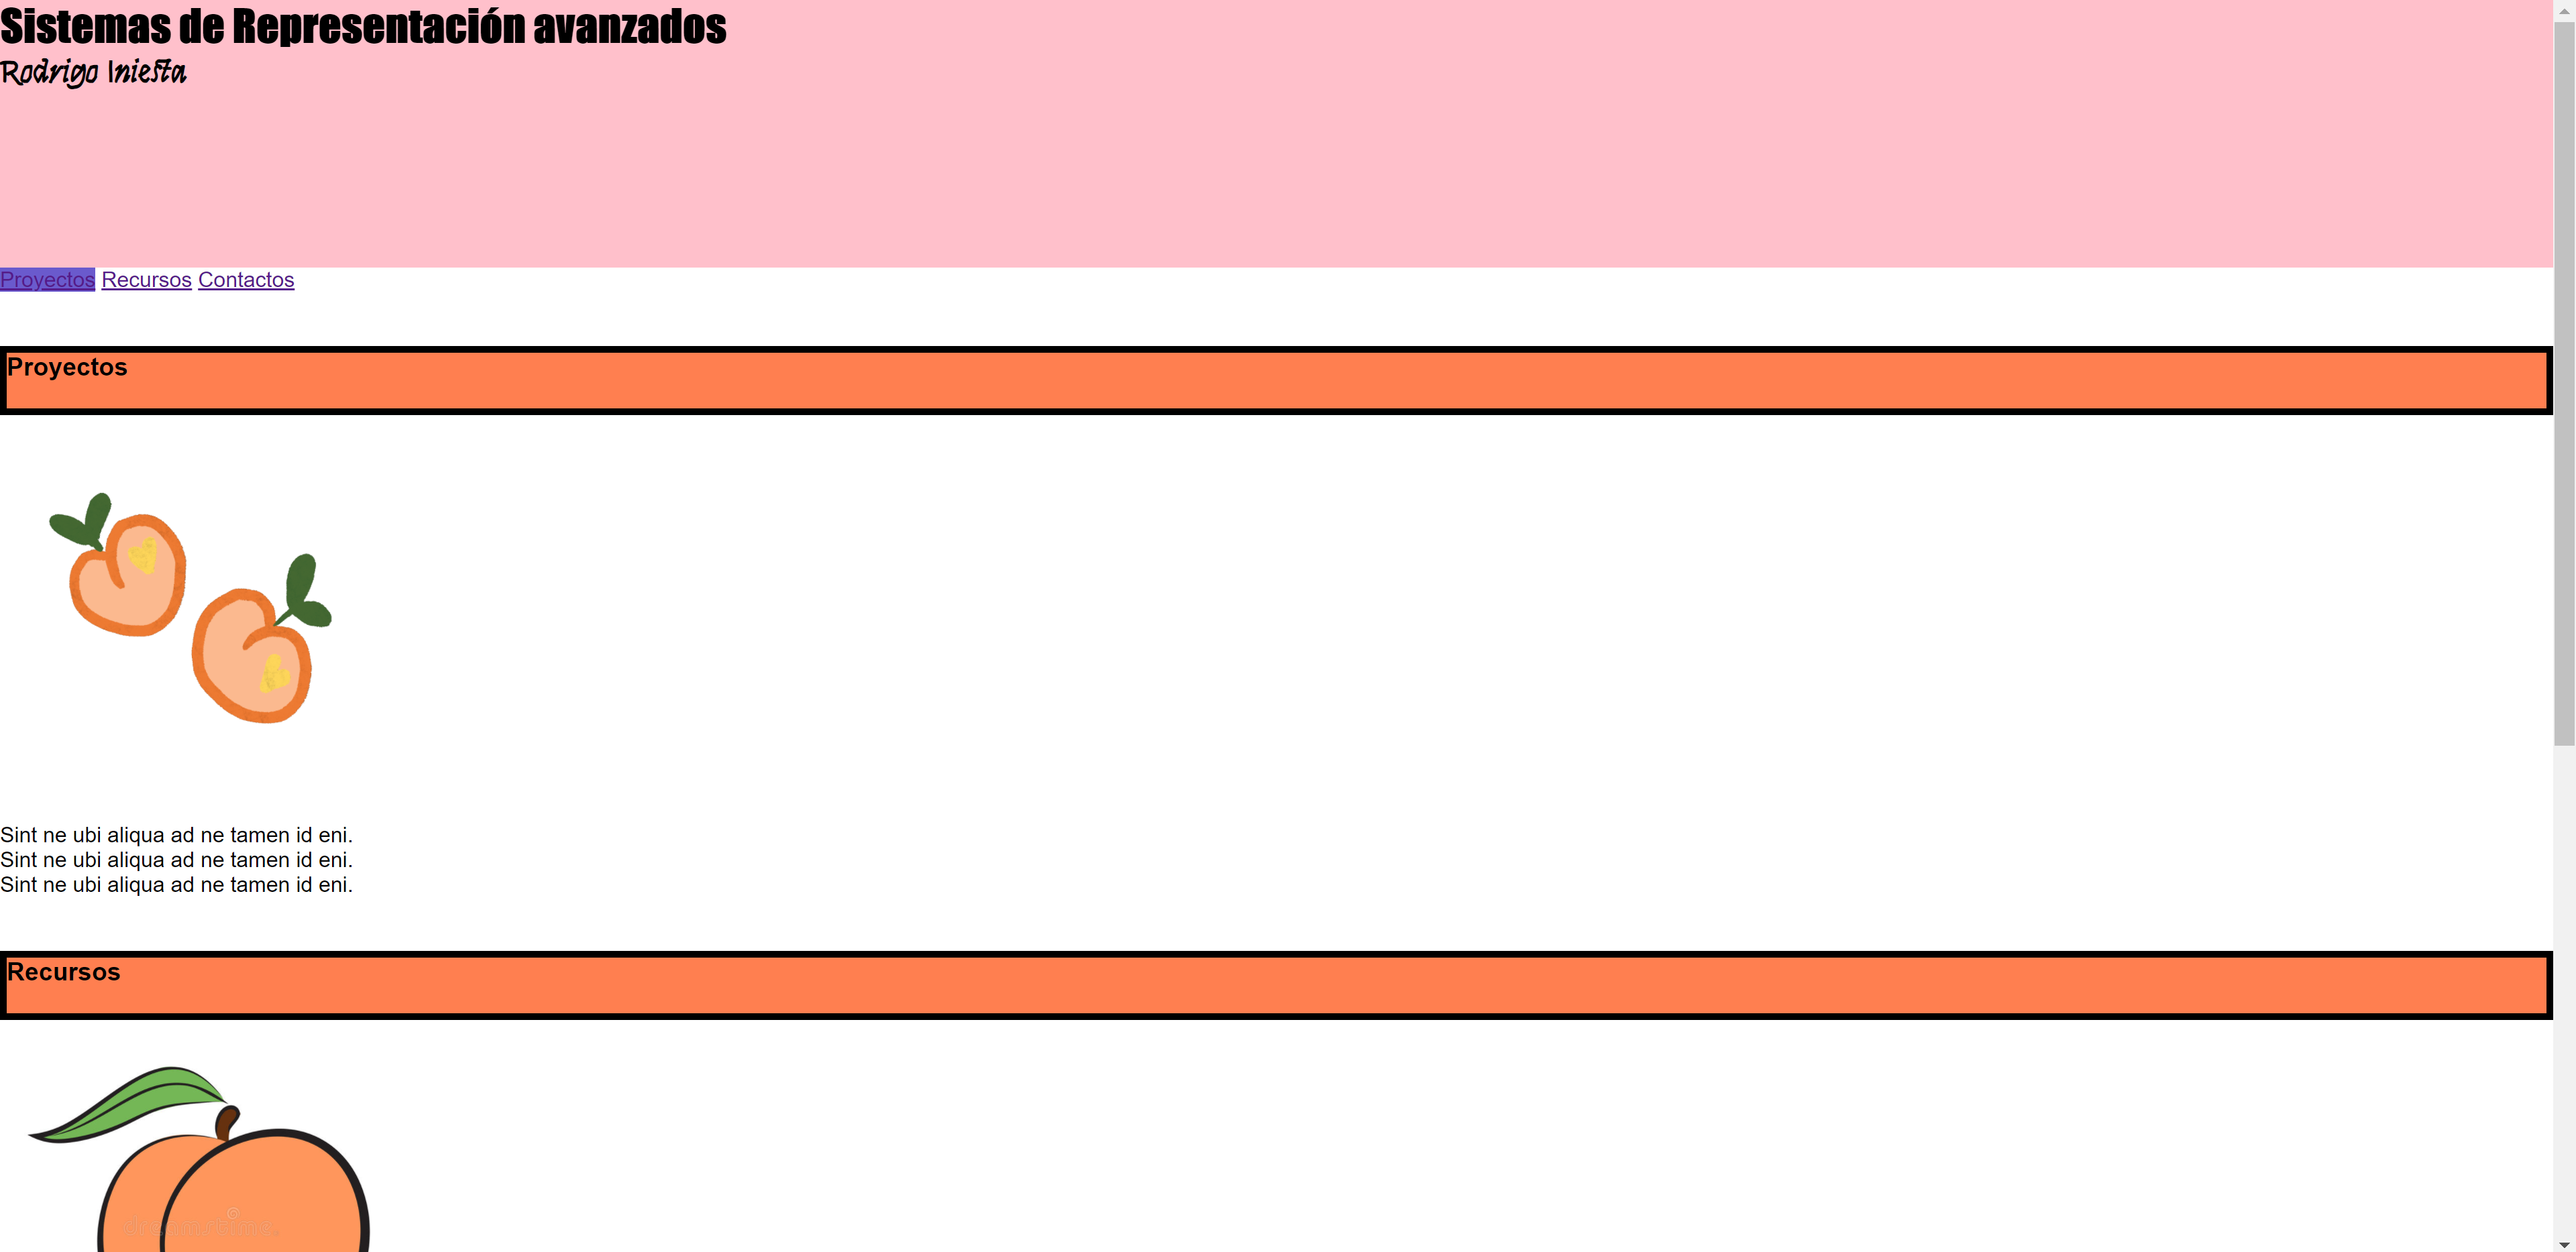 Sistemas de Representación avanzados
Rodrigo Iniesta
Proyectos Recursos Contactos
Proyectos
Sint ne ubi aliqua ad ne tamen id eni.
Sint ne ubi aliqua ad ne tamen id eni.
Sint ne ubi aliqua ad ne tamen id eni.
Recursos